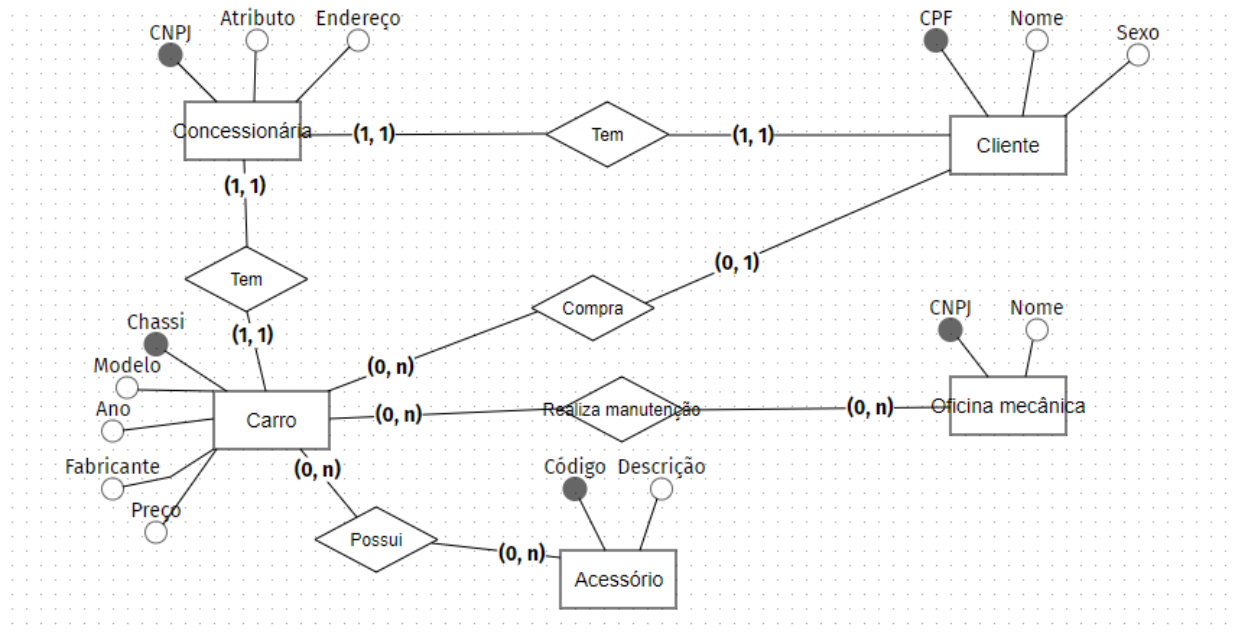 Atributo
Endereço
CPF
Nome
Sexo
CNPJ
Concessionária
(1, 1)
Tem
(1, 1)
Cliente
(1, 1)
Tem
(0, 1)
Compra
CNPJ
Nome
Chassi
(1, 1)
Modelo
(0, n)
Ano
Carro
(0, n)
Realiza manutenção
(0, n)
Oficina mecânica
Fabricante
(0, n)
Código
Descrição
Preço
Possui
(0, n)
Acessório